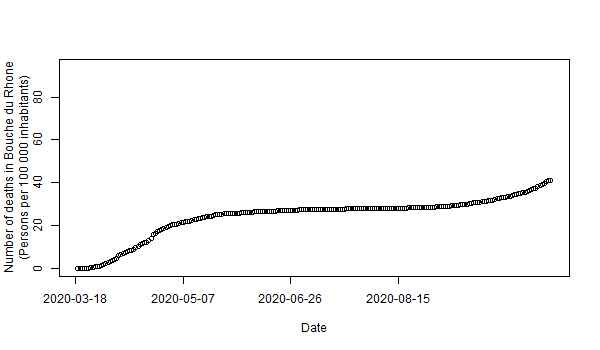 Number of deaths in Bouche du Rhone
(Persons per 100 000 inhabitants)
80
60
40
20
0
2020-03-18 2020-05-07 2020-06-26 2020-08-15
Date